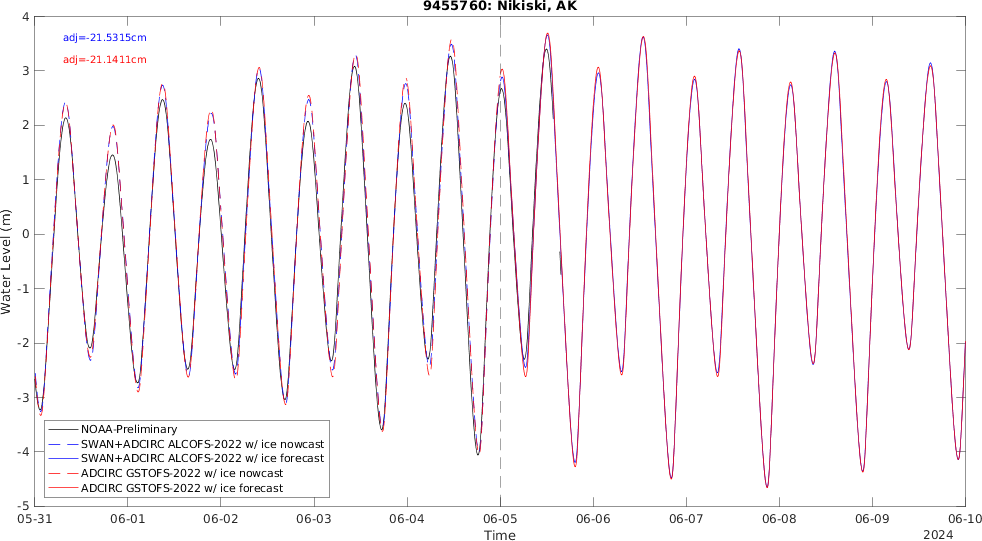 9455760: Nikiski, AK
adj=-21.5315cm
adj=-21.1411cm
4
3
2
1
0
-1
-2
-3
-4
-5
Water Level (m)
NOAA-Preliminary
SWAN+ADCIRC ALCOFS-2022 w/ ice nowcast
SWAN+ADCIRC ALCOFS-2022 w/ ice forecast
ADCIRC GSTOFS-2022 w/ ice nowcast
ADCIRC GSTOFS-2022 w/ ice forecast
05-31 06-01 06-02 06-03 06-04 06-05 06-06 06-07 06-08 06-09 06-10
Time
2024